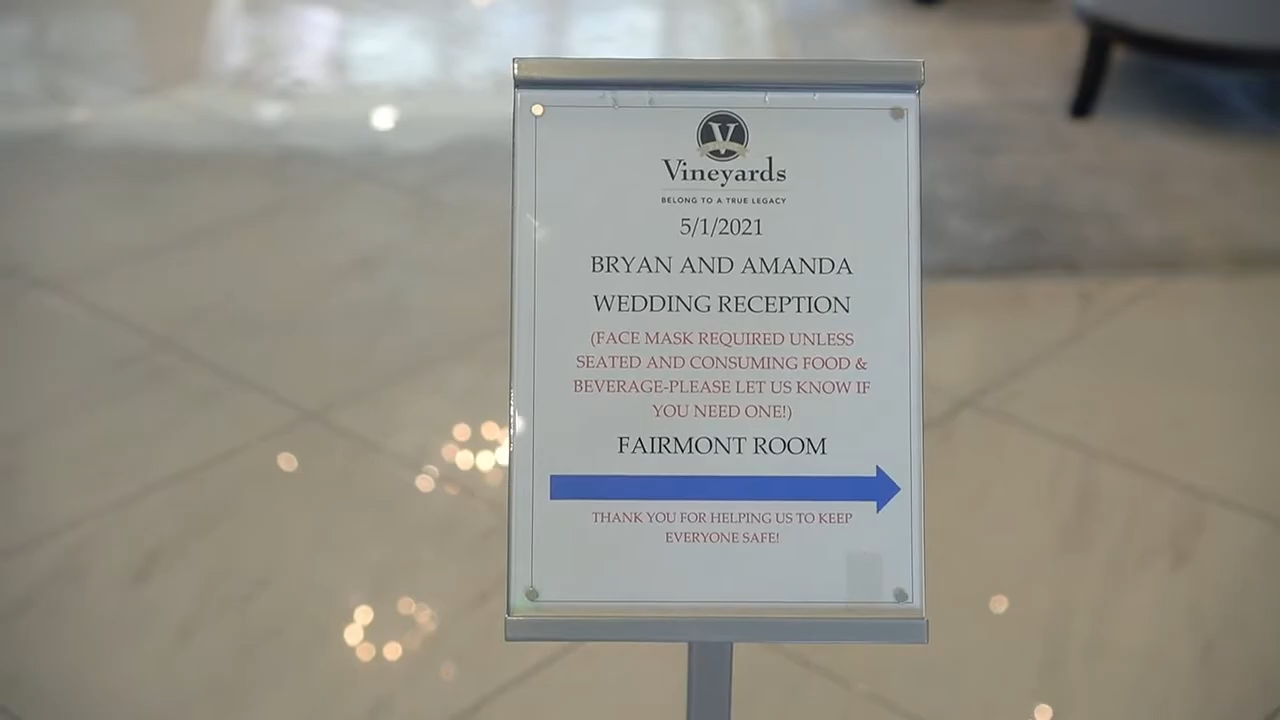 V
Vineyards
BELONG TO A TRUE LEGACY
5/1/2021
BRYAN AND AMANDA
WEDDING RECEPTION
(FACE MASK REQUIRED UNLESS
SEATED AND CONSUMING FOOD &
BEVERAGE-PLEASE LET US KNOW IF
YOU NEED ONE!)
FAIRMONT ROOM
THANK YOU FOR HELPING US TO KEEP
EVERYONE SAFE!